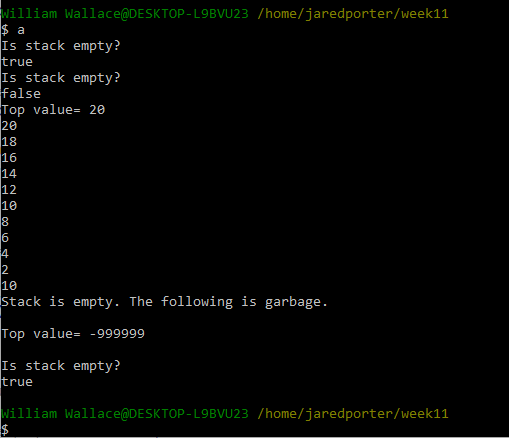 William Wallace@DESKTOP-L9BVU23 /home/jaredporter/week11
$ a
Is stack empty?
true
Is stack empty?
false
Top value= 20
20
18
16
14
12
10
8
6
4
2
10
Stack is empty. The following is garbage.
Top value= -999999
Is stack empty?
true
William Wallace@DESKTOP-L9BVU23 /home/jaredporter/week11
$